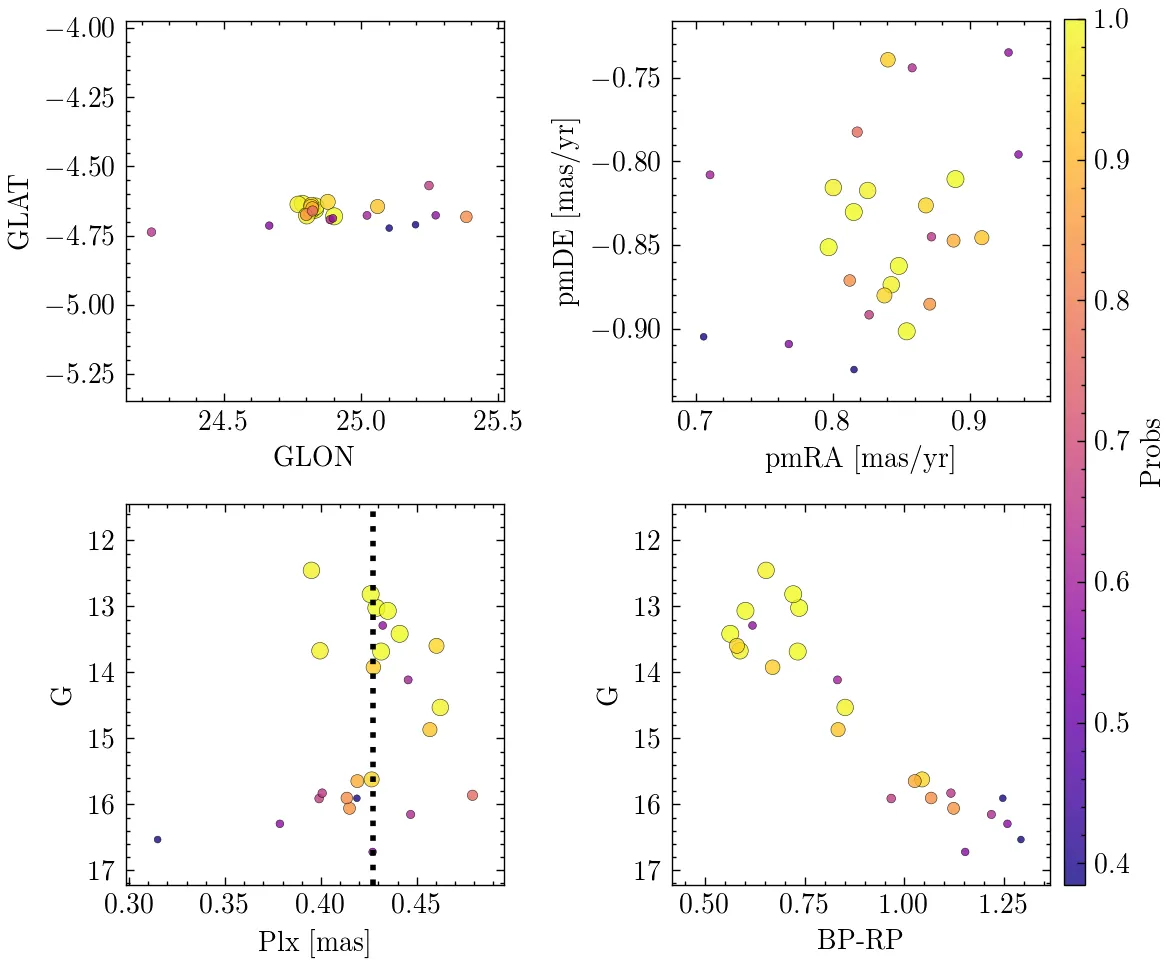 −4.00
−4.25
−4.50
−4.75
−5.00
−5.25
GLAT
24.5 25.0 25.5
GLON
−0.75
−0.80
−0.85
−0.90
pmDE [mas/yr]
0.7 0.8 0.9
pmRA [mas/yr]
12
13
14
15
16
17
G
0.30 0.35 0.40 0.45
Plx [mas]
12
13
14
15
16
17
G
0.50 0.75 1.00 1.25
BP-RP
1.0
0.9
0.8
0.7
0.6
0.5
0.4
Probs